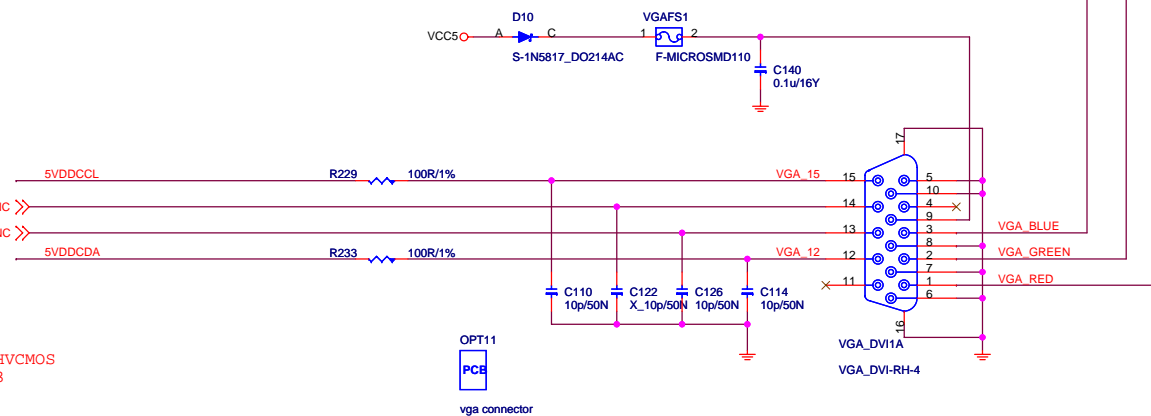 D10
VGAFS1
VCC5
A
C
1
2
S-1N5817_DO214AC
F-MICROSMD110
C140
0.1u/16Y
17
5VDDCCL
R229
100R/1%
VGA_15
15
5
10
NC
14
4
9
NC
13
3
VGA_BLUE
8
5VDDCDA
R233
100R/1%
VGA_12
12
2
VGA_GREEN
7
11
1
VGA_RED
6
C110
10p/50N
C122
X_10p/50N
C126
10p/50N
C114
10p/50N
16
OPT11
VGA_DVI1A
HVCMOS
PCB
VGA_DVI-RH-4
vga connector